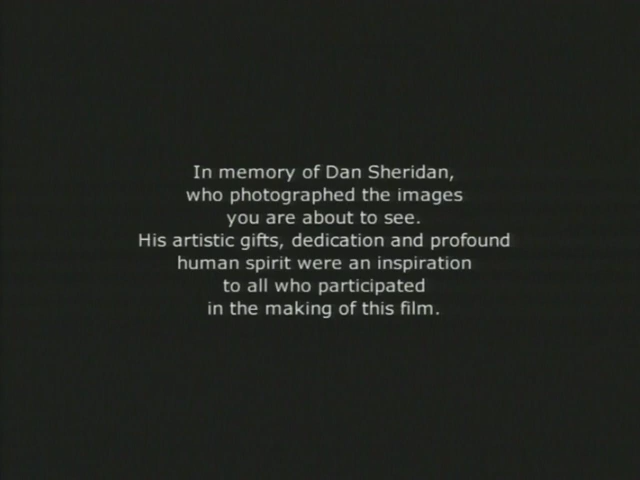 In memory of Dan Sheridan,
who photographed the images
you are about to see.
His artistic gifts, dedication and profound
human spirit were an inspiration
to all who participated
in the making of this film.